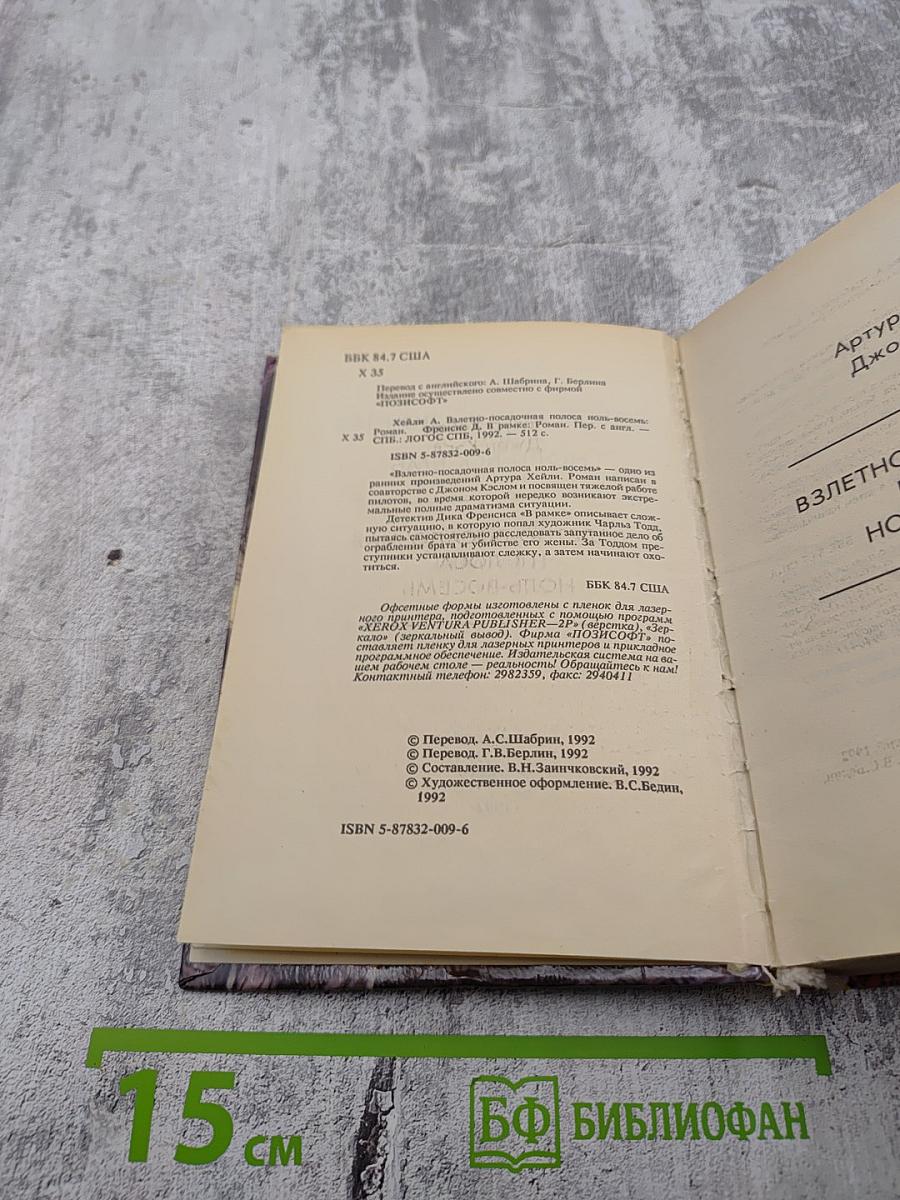 ББК 84.7 США
Х 35
Перевод с английского: А. Шабрина, Г. Берлина
Издание осуществлено совместно с фирмой
«ПОЗИСОФТ»
Хейли А. Взлетно-посадочная полоса ноль-восемь:
Роман. Френсис Д. В рамке: Роман. Пер. с англ. —
Х 35 СПБ.: ЛОГОС СПБ, 1992. — 512 с.
ISBN 5-87832-009-6
«Взлетно-посадочная полоса ноль-восемь» — одно из
ранних произведений Артура Хейли. Роман написан в
соавторстве с Джоном Кэслом и посвящен тяжелой работе
пилотов, во время которой нередко возникают экстре-
мальные полные драматизма ситуации.
Детектив Дика Френсиса «В рамке» описывает слож-
ную ситуацию, в которую попал художник Чарльз Тодд,
пытаясь самостоятельно расследовать запутанное дело об
ограблении брата и убийстве его жены. За Тоддом пре-
ступники устанавливают слежку, а затем начинают охо-
титься.
ББК 84.7 США
Офсетные формы изготовлены с пленок для лазер-
ного принтера, подготовленных с помощью программ
«XEROX VENTURA PUBLISHER—2P» (верстка), «Зер-
кало» (зеркальный вывод). Фирма «ПОЗИСОФТ» по-
ставляет пленку для лазерных принтеров и прикладное
программное обеспечение. Издательская система на ва-
шем рабочем столе — реальность! Обращайтесь к нам!
Контактный телефон: 2982359, факс: 2940411
© Перевод. А.С.Шабрин, 1992
© Перевод. Г.В.Берлин, 1992
© Составление. В.Н.Заинчковский, 1992
© Художественное оформление. В.С.Бедин,
1992
ISBN 5-87832-009-6
Артур
Джо
ВЗЛЕТНО
НО
15 см
БФ БИБЛИОФАН